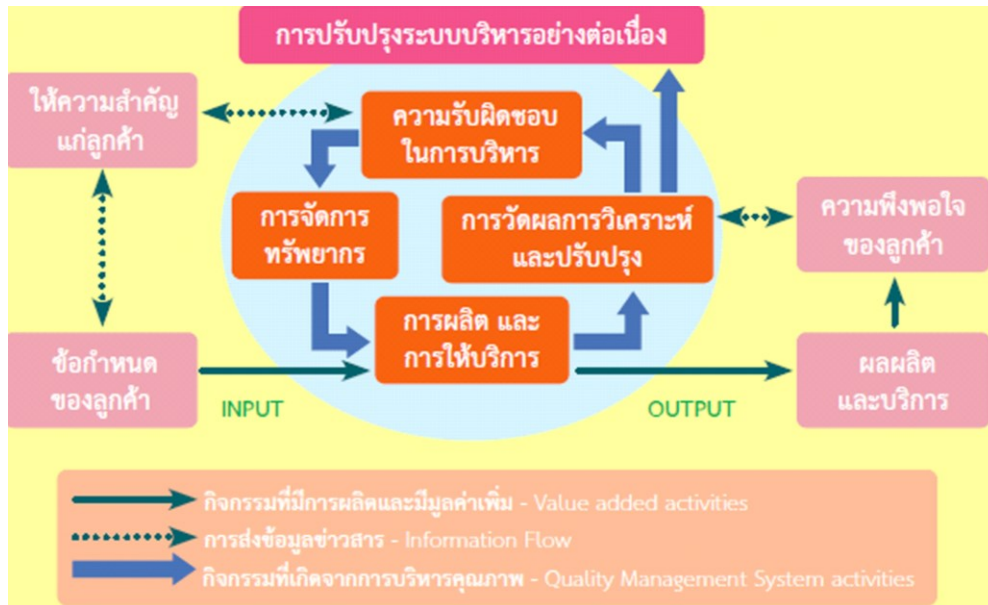 การปรับปรุงระบบบริหารอย่างต่อเนื่อง
ให้ความสำคัญ
แก่ลูกค้า
ความรับผิดชอบ
ในการบริหาร
การจัดการ
ทรัพยากร
การวัดผลการวิเคราะห์
และปรับปรุง
ความพึงพอใจ
ของลูกค้า
การผลิต และ
การให้บริการ
ข้อกำหนด
ของลูกค้า
ผลผลิต
และบริการ
INPUT
OUTPUT
กิจกรรมที่มีการผลิตและมีมูลค่าเพิ่ม - Value added activities
การส่งข้อมูลข่าวสาร - Information Flow
กิจกรรมที่เกิดจากการบริหารคุณภาพ - Quality Management System activities